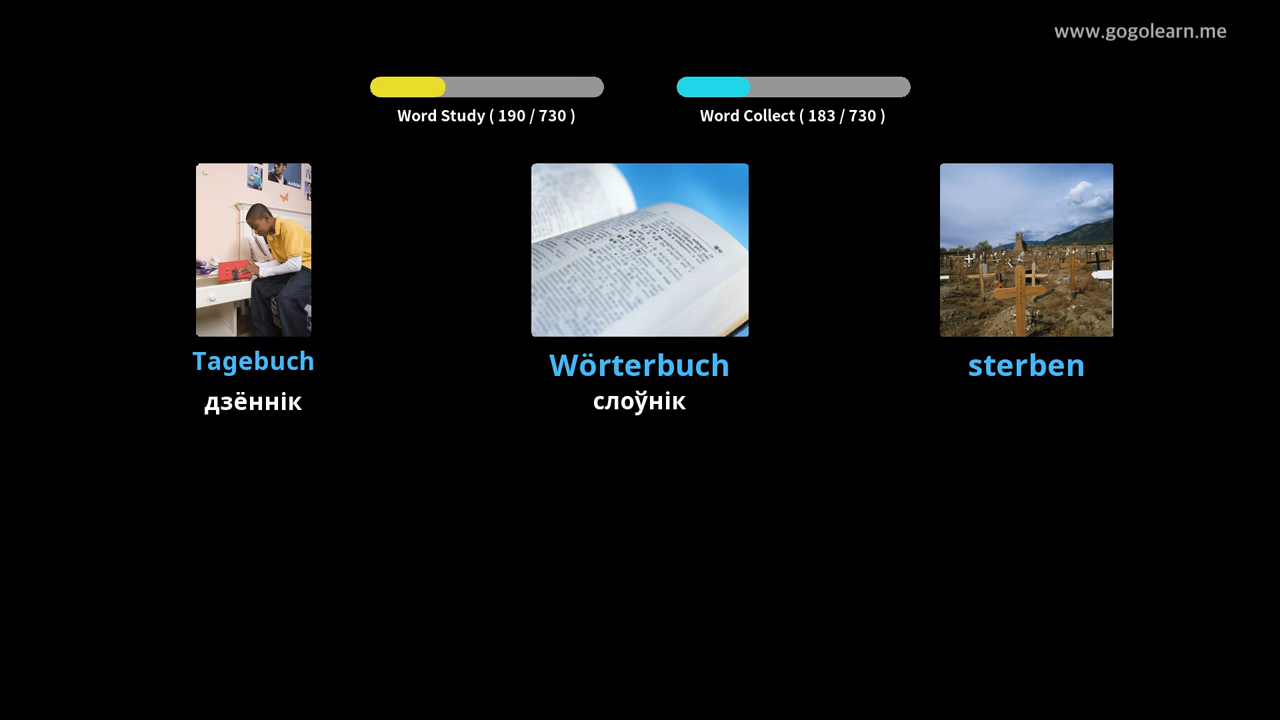 www.gogolearn.me
Word Study ( 190 / 730 )
Word Collect ( 183 / 730 )
Tagebuch
Wörterbuch
sterben
дзённік
слоўнік